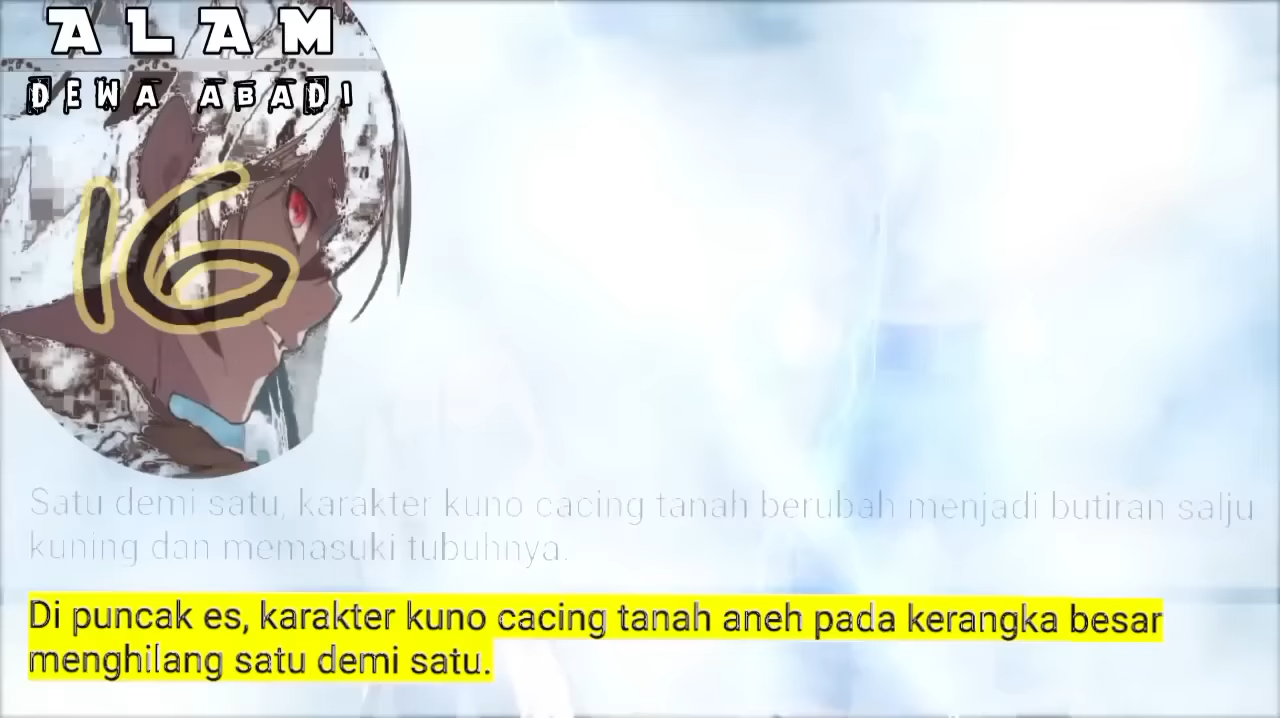 ALAM
DEWA ABADI
16
Satu demi satu, karakter kuno cacing tanah berubah menjadi butiran salju
kuning dan memasuki tubuhnya.
Di puncak es, karakter kuno cacing tanah aneh pada kerangka besar
menghilang satu demi satu.